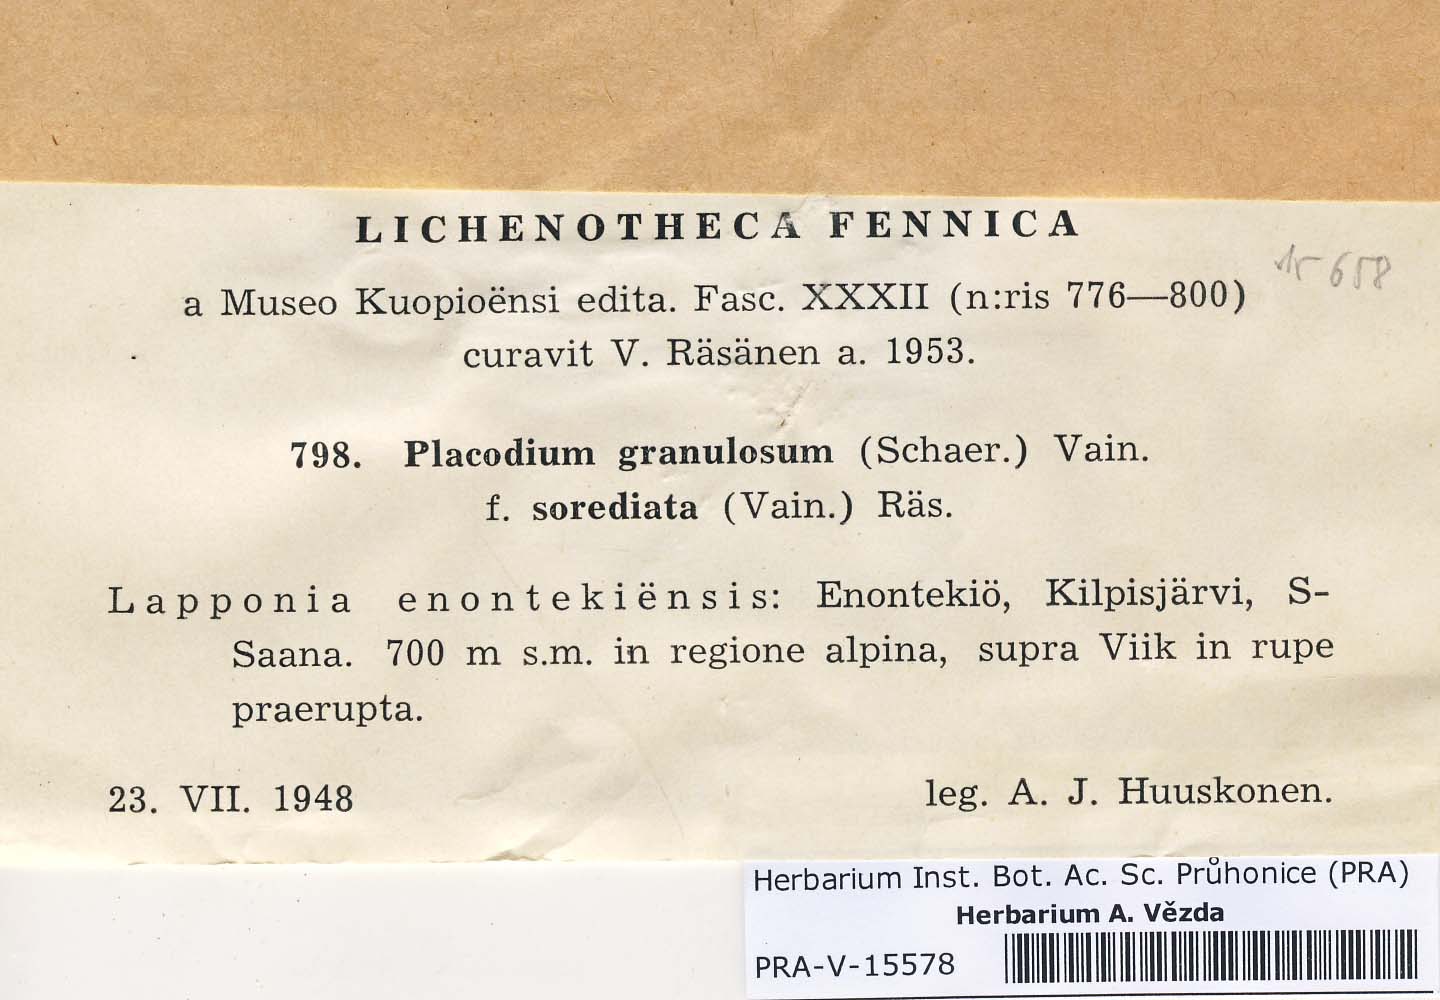 LICHENOTHECA FENNICA
a Museo Kuopioënsi edita. Fasc. XXXII (n:ris 776—800)
658
curavit V. Räsänen a. 1953.
798. Placodium granulosum (Schaer.) Vain.
f. sorediata (Vain.) Räs.
Lapponia enontekiënsis: Enontekiö, Kilpisjärvi, S-
Saana. 700 m s.m. in regione alpina, supra Viik in rupe
praerupta.
23. VII. 1948 leg. A. J. Huuskonen.
Herbarium Inst. Bot. Ac. Sc. Průhonice (PRA)
Herbarium A. Vězda
PRA-V-15578